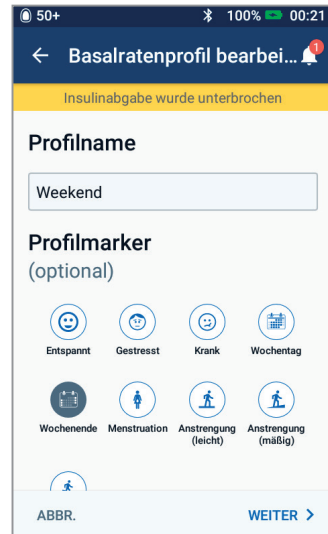 50+ 100% 00:21
Basalratenprofil bearbei... 1
Insulinabgabe wurde unterbrochen
Profilname
Weekend
Profilmarker
(optional)
Entspannt Gestresst Krank Wochentag
Wochenende Menstruation Anstrengung Anstrengung
(leicht) (mäßig)
ABBR. WEITER